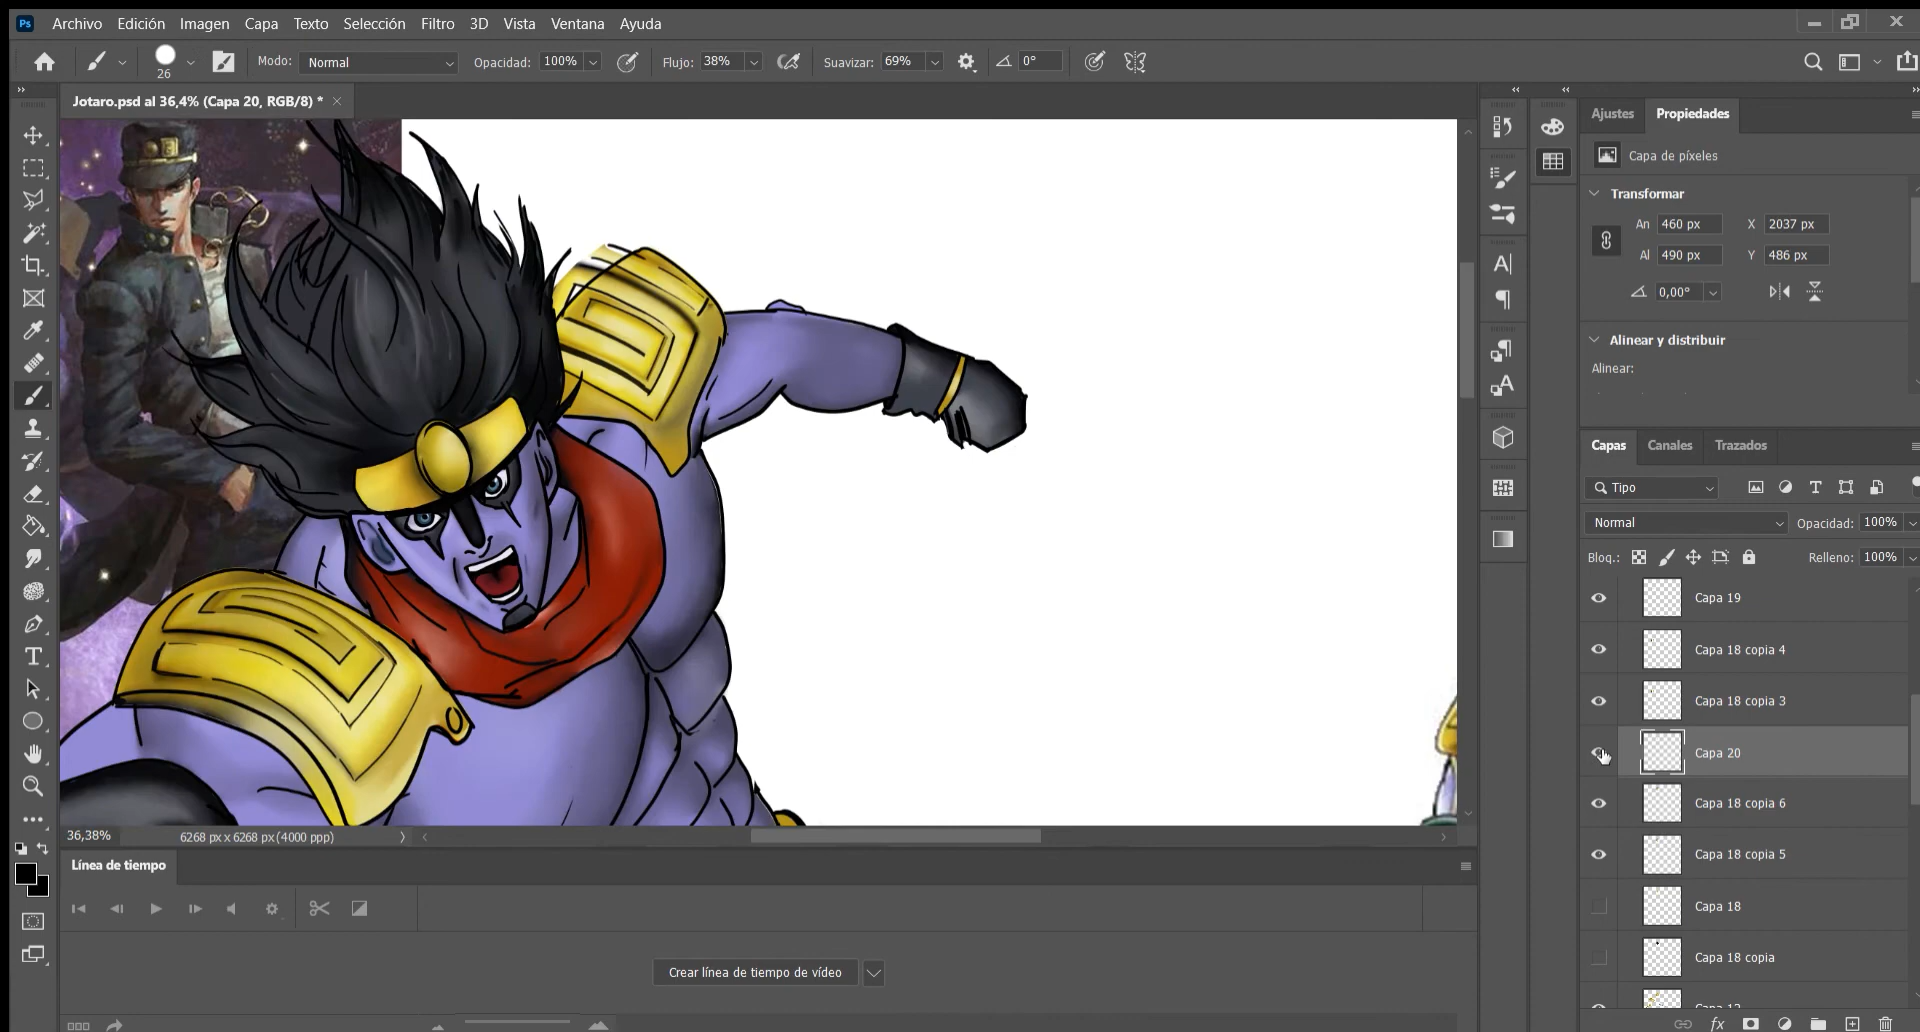 Ps Archivo Edición Imagen Capa Texto Selección Filtro 3D Vista Ventana Ayuda
26 Modo: Normal Opacidad: 100% Flujo: 38% Suavizar: 69% 0°
Jotaro.psd al 36,4% (Capa 20, RGB/8) *
Ajustes Propiedades
Capa de píxeles
Transformar
An 460 px X 2037 px
Al 490 px Y 486 px
0,00°
Alinear y distribuir
Alinear:
Capas Canales Trazados
Tipo
Normal Opacidad: 100%
Bloq.: Relleno: 100%
Capa 19
Capa 18 copia 4
Capa 18 copia 3
Capa 20
Capa 18 copia 6
Capa 18 copia 5
Capa 18
Capa 18 copia
fx
36,38% 6268 px x 6268 px (4000 ppp)
Línea de tiempo
Crear línea de tiempo de vídeo